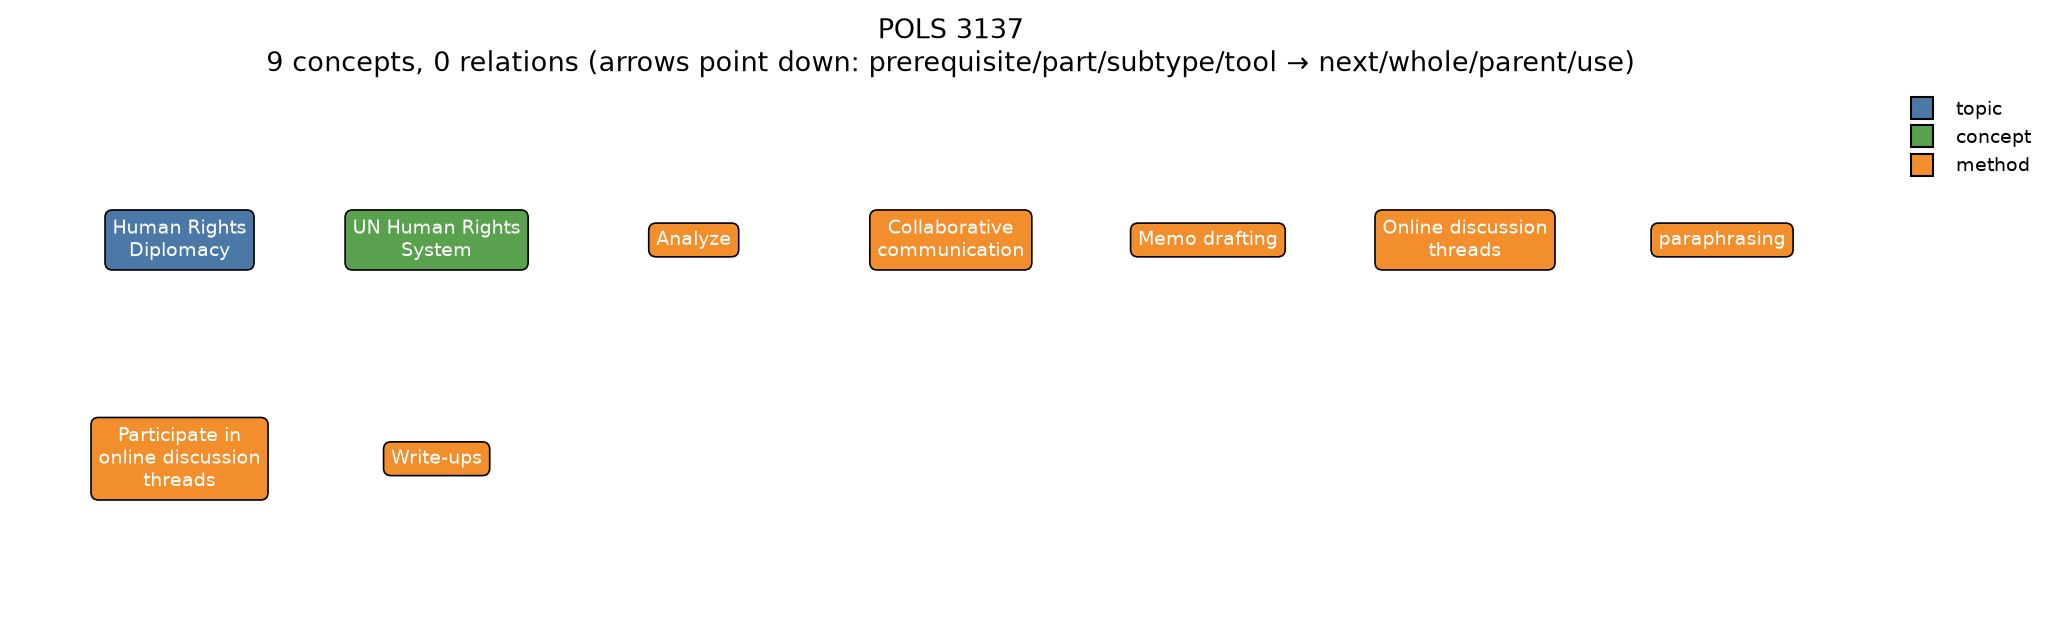 POLS 3137
9 concepts, 0 relations (arrows point down: prerequisite/part/subtype/tool → next/whole/parent/use)
topic
concept
method
Human Rights
Diplomacy
UN Human Rights
System
Analyze
Collaborative
communication
Memo drafting
Online discussion
threads
paraphrasing
Participate in
online discussion
threads
Write-ups